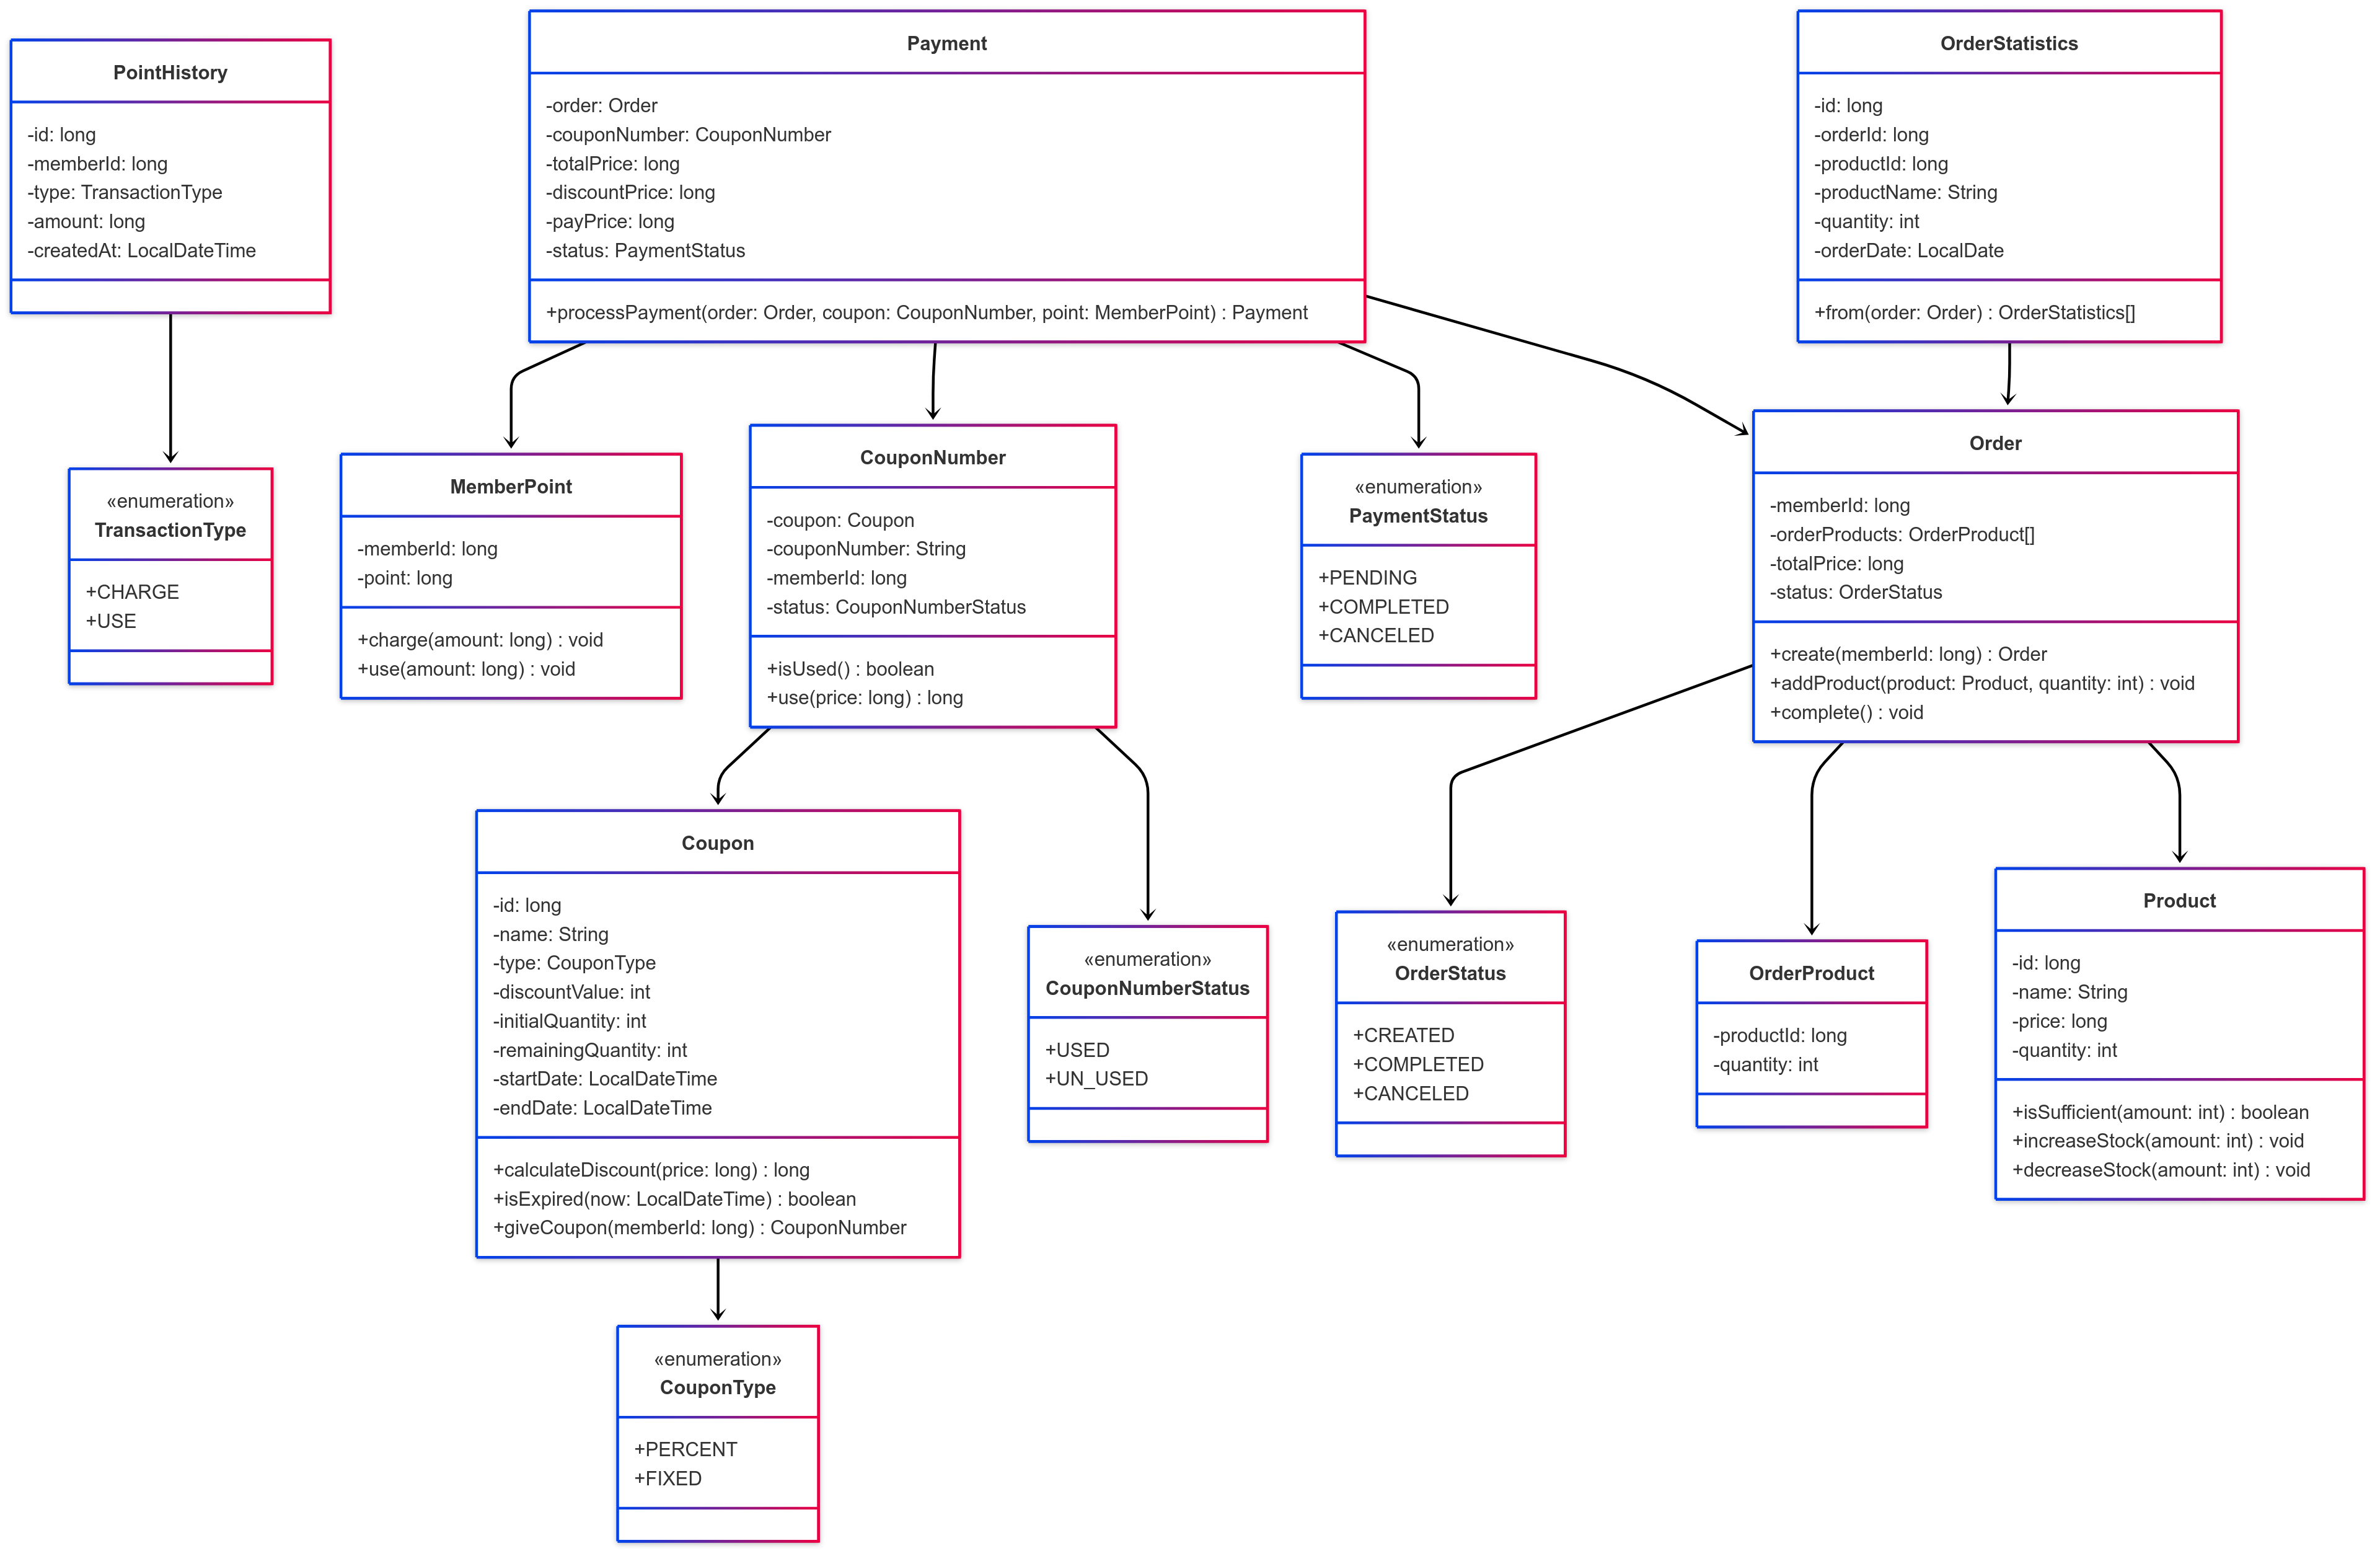 PointHistory
-id: long
-memberId: long
-type: TransactionType
-amount: long
-createdAt: LocalDateTime
Payment
-order: Order
-couponNumber: CouponNumber
-totalPrice: long
-discountPrice: long
-payPrice: long
-status: PaymentStatus
+processPayment(order: Order, coupon: CouponNumber, point: MemberPoint) : Payment
OrderStatistics
-id: long
-orderId: long
-productId: long
-productName: String
-quantity: int
-orderDate: LocalDate
+from(order: Order) : OrderStatistics[]
«enumeration»
TransactionType
+CHARGE
+USE
MemberPoint
-memberId: long
-point: long
+charge(amount: long) : void
+use(amount: long) : void
CouponNumber
-coupon: Coupon
-couponNumber: String
-memberId: long
-status: CouponNumberStatus
+isUsed() : boolean
+use(price: long) : long
«enumeration»
PaymentStatus
+PENDING
+COMPLETED
+CANCELED
Order
-memberId: long
-orderProducts: OrderProduct[]
-totalPrice: long
-status: OrderStatus
+create(memberId: long) : Order
+addProduct(product: Product, quantity: int) : void
+complete() : void
Coupon
-id: long
-name: String
-type: CouponType
-discountValue: int
-initialQuantity: int
-remainingQuantity: int
-startDate: LocalDateTime
-endDate: LocalDateTime
+calculateDiscount(price: long) : long
+isExpired(now: LocalDateTime) : boolean
+giveCoupon(memberId: long) : CouponNumber
«enumeration»
CouponNumberStatus
+USED
+UN_USED
«enumeration»
OrderStatus
+CREATED
+COMPLETED
+CANCELED
OrderProduct
-productId: long
-quantity: int
Product
-id: long
-name: String
-price: long
-quantity: int
+isSufficient(amount: int) : boolean
+increaseStock(amount: int) : void
+decreaseStock(amount: int) : void
«enumeration»
CouponType
+PERCENT
+FIXED